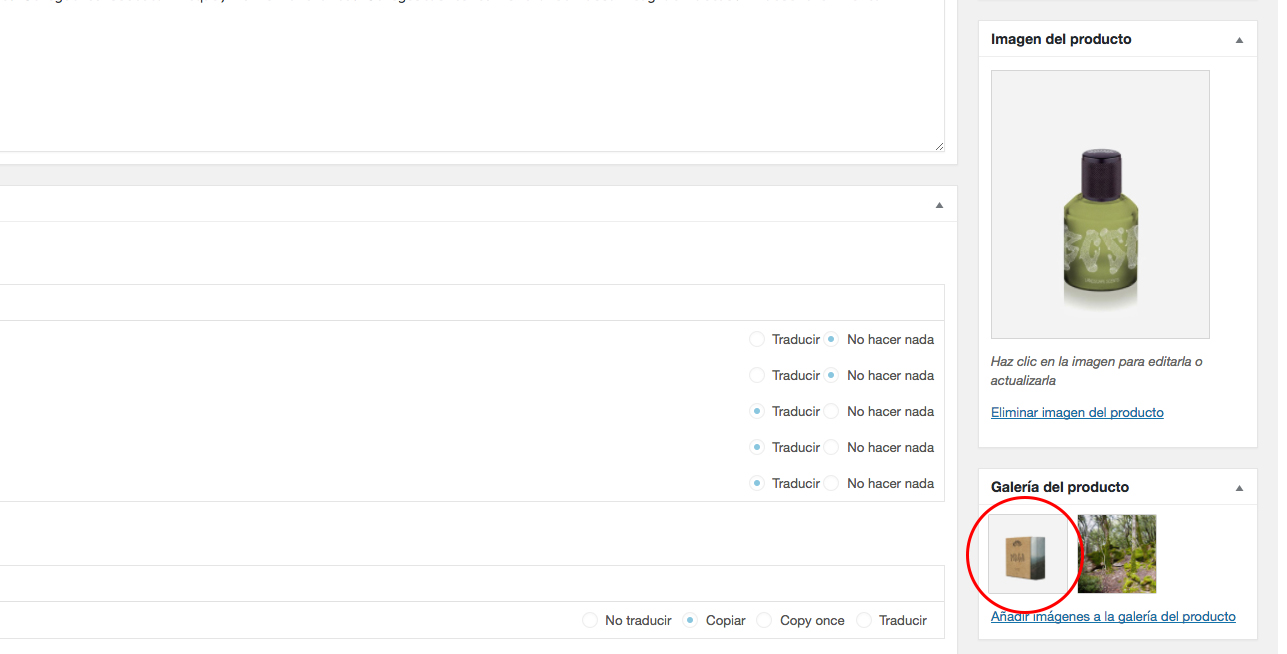 Imagen del producto
Haz clic en la imagen para editarla o
actualizarla
Eliminar imagen del producto
Traducir No hacer nada
Traducir No hacer nada
Traducir No hacer nada
Traducir No hacer nada
Traducir No hacer nada
Galería del producto
Añadir imágenes a la galería del producto
No traducir Copiar Copy once Traducir